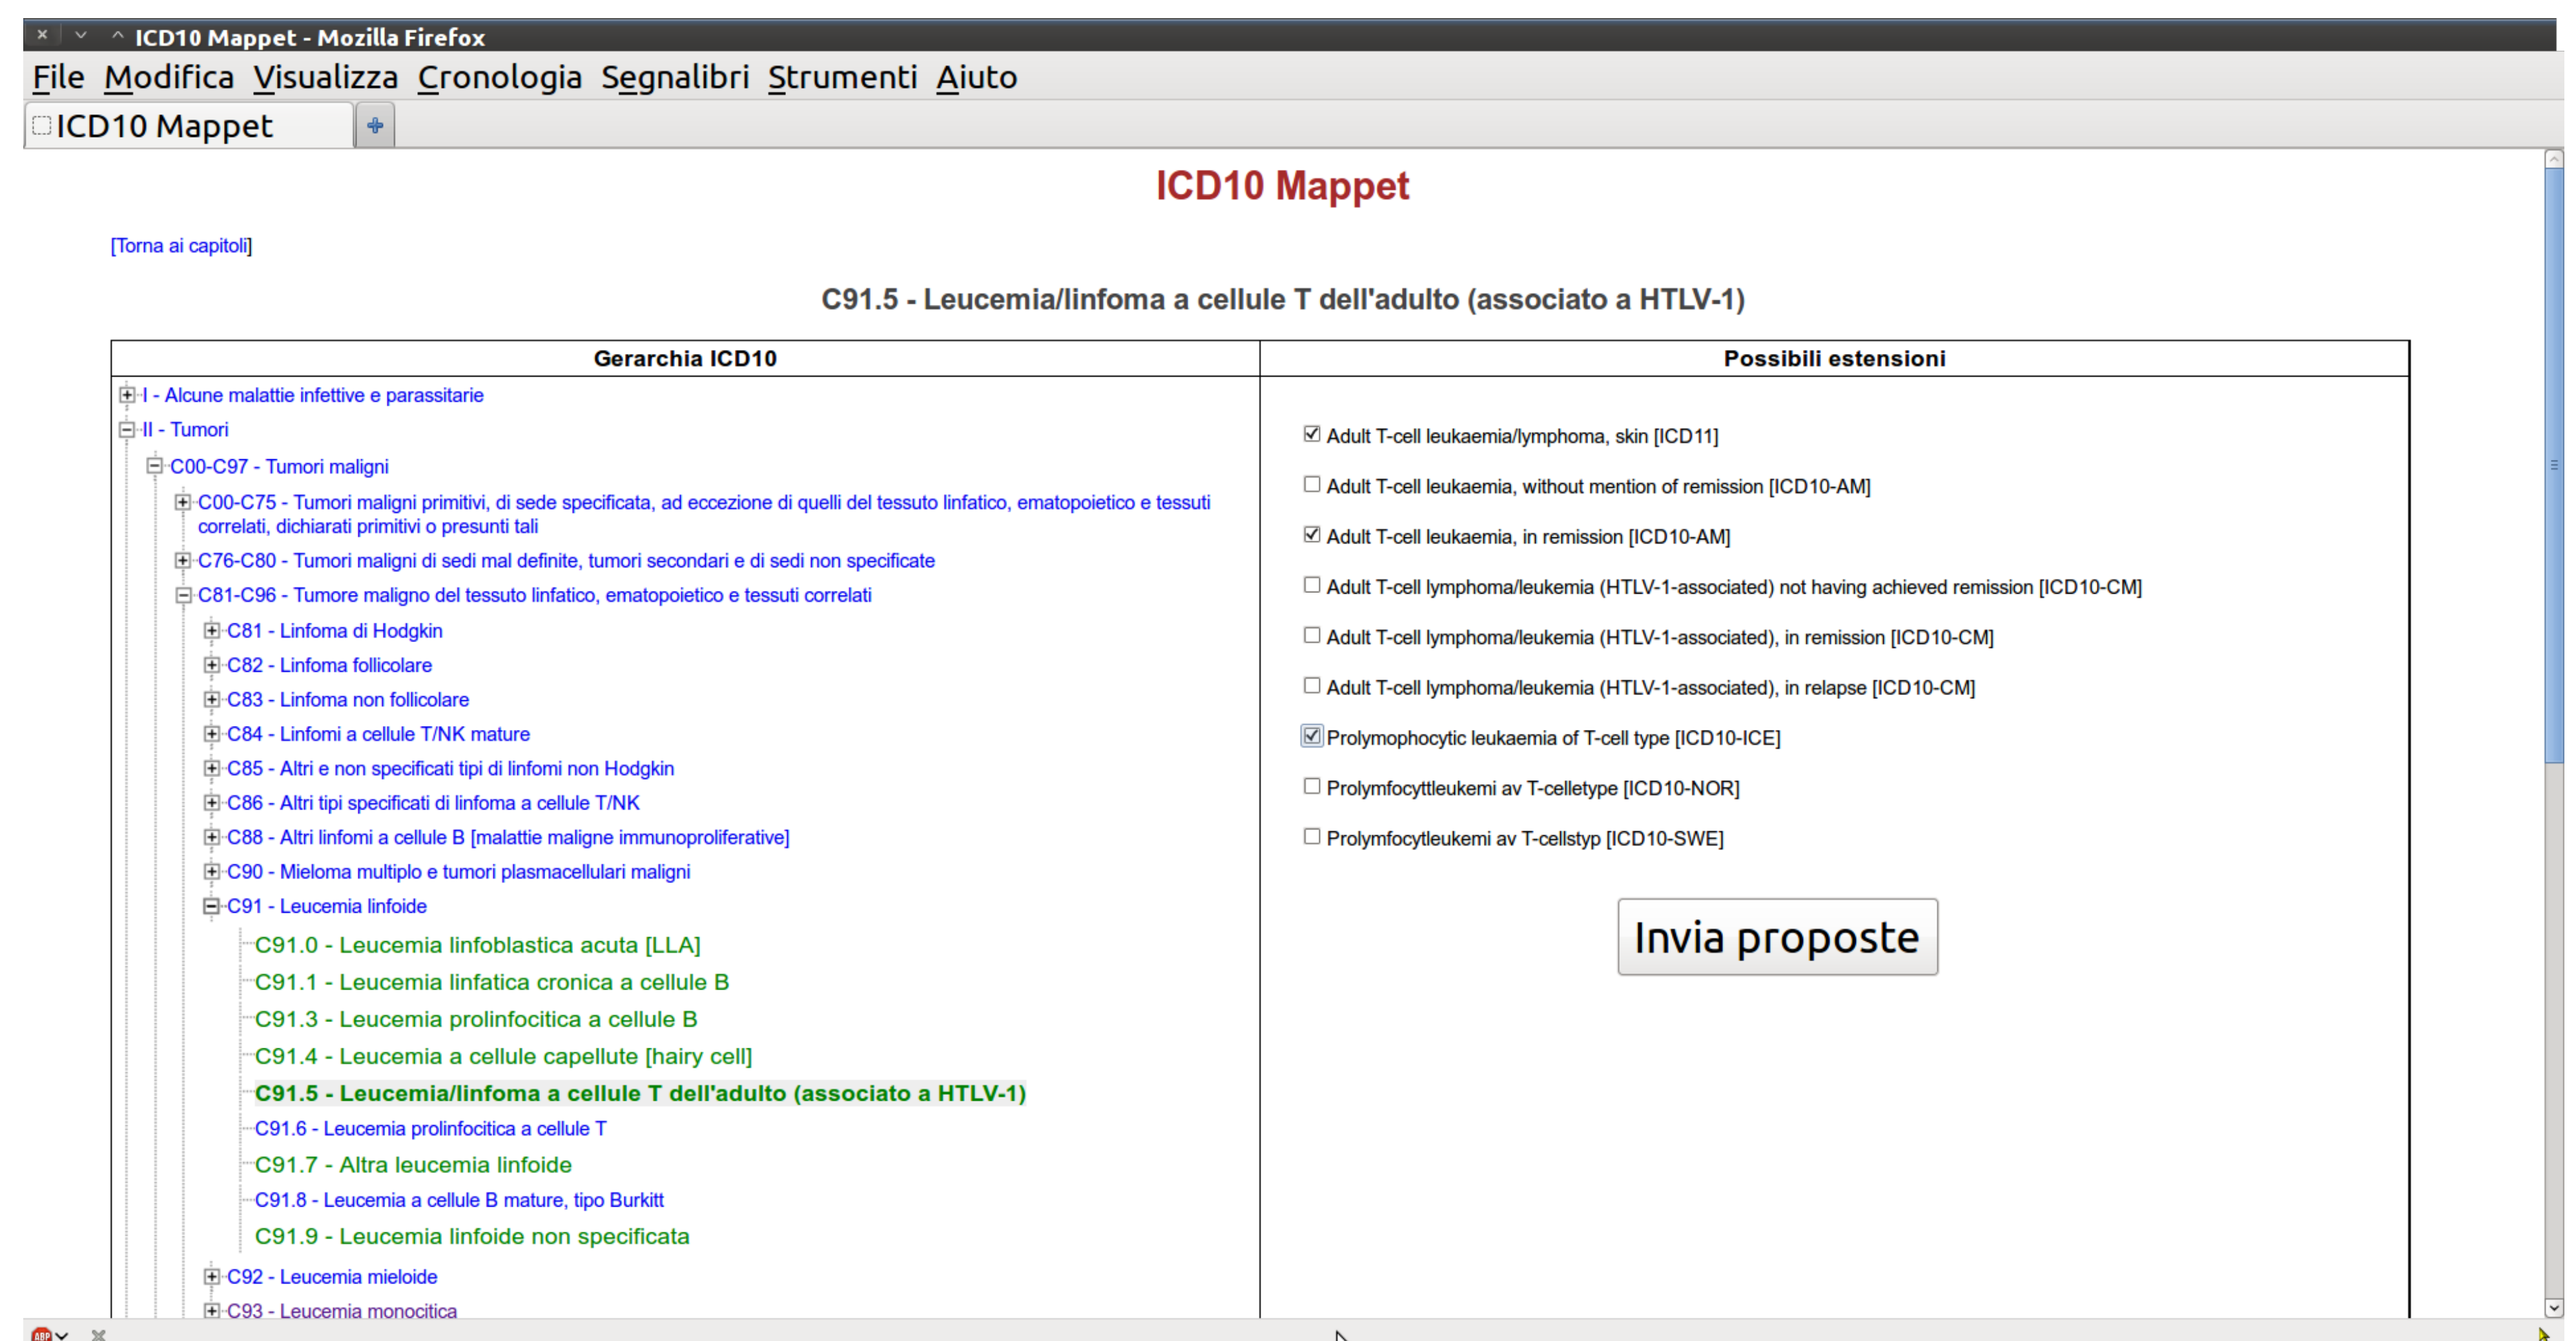 ICD10 Mappet - Mozilla Firefox
File Modifica Visualizza Cronologia Segnalibri Strumenti Aiuto
ICD10 Mappet
ICD10 Mappet
[Torna ai capitoli]
C91.5 - Leucemia/linfoma a cellule T dell'adulto (associato a HTLV-1)
Gerarchia ICD10
I - Alcune malattie infettive e parassitarie
II - Tumori
C00-C97 - Tumori maligni
C00-C75 - Tumori maligni primitivi, di sede specificata, ad eccezione di quelli del tessuto linfatico, ematopoietico e tessuti
correlati, dichiarati primitivi o presunti tali
C76-C80 - Tumori maligni di sedi mal definite, tumori secondari e di sedi non specificate
C81-C96 - Tumore maligno del tessuto linfatico, ematopoietico e tessuti correlati
C81 - Linfoma di Hodgkin
C82 - Linfoma follicolare
C83 - Linfoma non follicolare
C84 - Linfomi a cellule T/NK mature
C85 - Altri e non specificati tipi di linfomi non Hodgkin
C86 - Altri tipi specificati di linfoma a cellule T/NK
C88 - Altri linfomi a cellule B [malattie maligne immunoproliferative]
C90 - Mieloma multiplo e tumori plasmacellulari maligni
C91 - Leucemia linfoide
C91.0 - Leucemia linfoblastica acuta [LLA]
C91.1 - Leucemia linfatica cronica a cellule B
C91.3 - Leucemia prolinfocitica a cellule B
C91.4 - Leucemia a cellule capellute [hairy cell]
C91.5 - Leucemia/linfoma a cellule T dell'adulto (associato a HTLV-1)
C91.6 - Leucemia prolinfocitica a cellule T
C91.7 - Altra leucemia linfoide
C91.8 - Leucemia a cellule B mature, tipo Burkitt
C91.9 - Leucemia linfoide non specificata
C92 - Leucemia mieloide
C93 - Leucemia monocitica
Possibili estensioni
Adult T-cell leukaemia/lymphoma, skin [ICD11]
Adult T-cell leukaemia, without mention of remission [ICD10-AM]
Adult T-cell leukaemia, in remission [ICD10-AM]
Adult T-cell lymphoma/leukemia (HTLV-1-associated) not having achieved remission [ICD10-CM]
Adult T-cell lymphoma/leukemia (HTLV-1-associated), in remission [ICD10-CM]
Adult T-cell lymphoma/leukemia (HTLV-1-associated), in relapse [ICD10-CM]
Prolymophocytic leukaemia of T-cell type [ICD10-ICE]
Prolymfocyttleukemi av T-celletype [ICD10-NOR]
Prolymfocytleukemi av T-cellstyp [ICD10-SWE]
Invia proposte
ABP